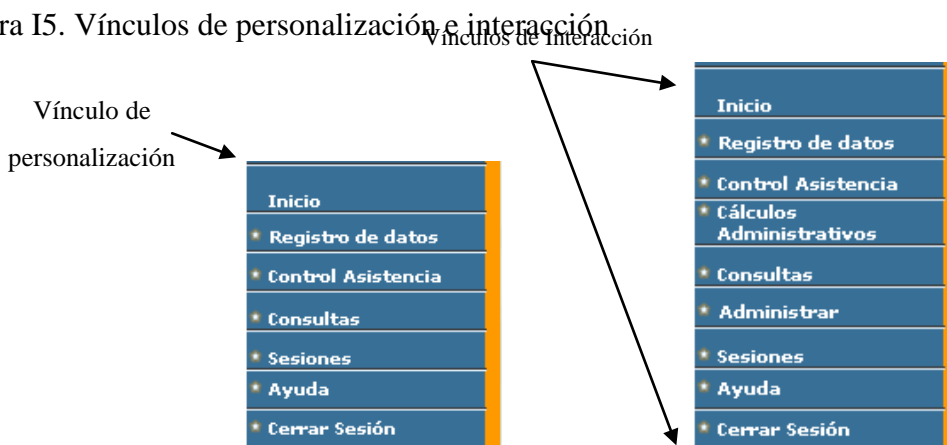 ra I5. Vínculos de personalización e interacción
Vínculos de Interacción
Vínculo de
personalización
Inicio
Registro de datos
Control Asistencia
Consultas
Sesiones
Ayuda
Cerrar Sesión
Inicio
Registro de datos
Control Asistencia
Cálculos
Administrativos
Consultas
Administrar
Sesiones
Ayuda
Cerrar Sesión